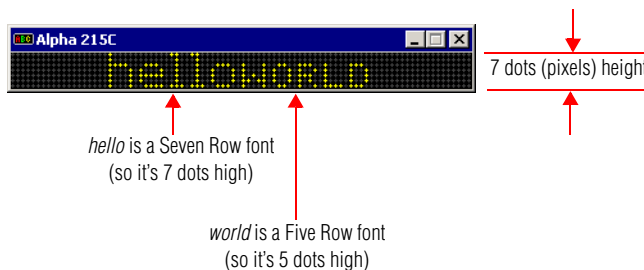 Alpha 215C
helloWORLD
7 dots (pixels) height
hello is a Seven Row font
(so it's 7 dots high)
world is a Five Row font
(so it's 5 dots high)